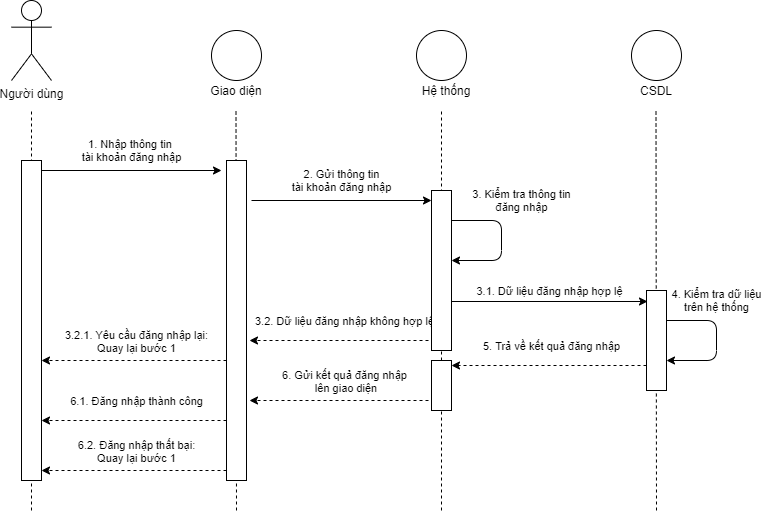 Người dùng
Giao diện
Hệ thống
CSDL
1. Nhập thông tin
tài khoản đăng nhập
2. Gửi thông tin
tài khoản đăng nhập
3. Kiểm tra thông tin
đăng nhập
3.1. Dữ liệu đăng nhập hợp lệ
4. Kiểm tra dữ liệu
trên hệ thống
3.2. Dữ liệu đăng nhập không hợp lệ
3.2.1. Yêu cầu đăng nhập lại:
Quay lại bước 1
5. Trả về kết quả đăng nhập
6. Gửi kết quả đăng nhập
lên giao diện
6.1. Đăng nhập thành công
6.2. Đăng nhập thất bại:
Quay lại bước 1